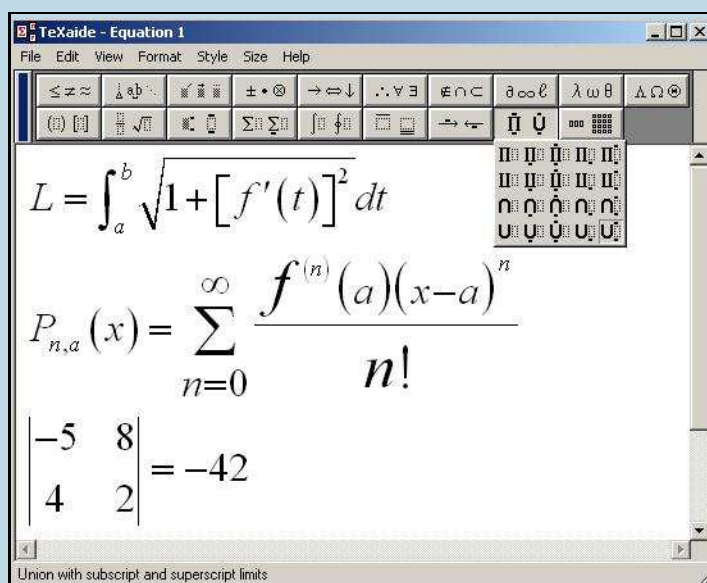 TeXaide - Equation 1
File Edit View Format Style Size Help
≤ ≠ ≈ ± • ⊗ → ⇔ ↓ ∴ ∀ ∃ ∉ ∩ ⊂ ∂ ∞ ℓ λ ω θ Λ Ω Θ
L = ∫_a^b √(1 + [f′(t)]²) dt
P_{n,a}(x) = ∑_{n=0}^{∞} f^{(n)}(a)(x−a)^n / n!
|−5 8|
|4 2| = −42
Union with subscript and superscript limits